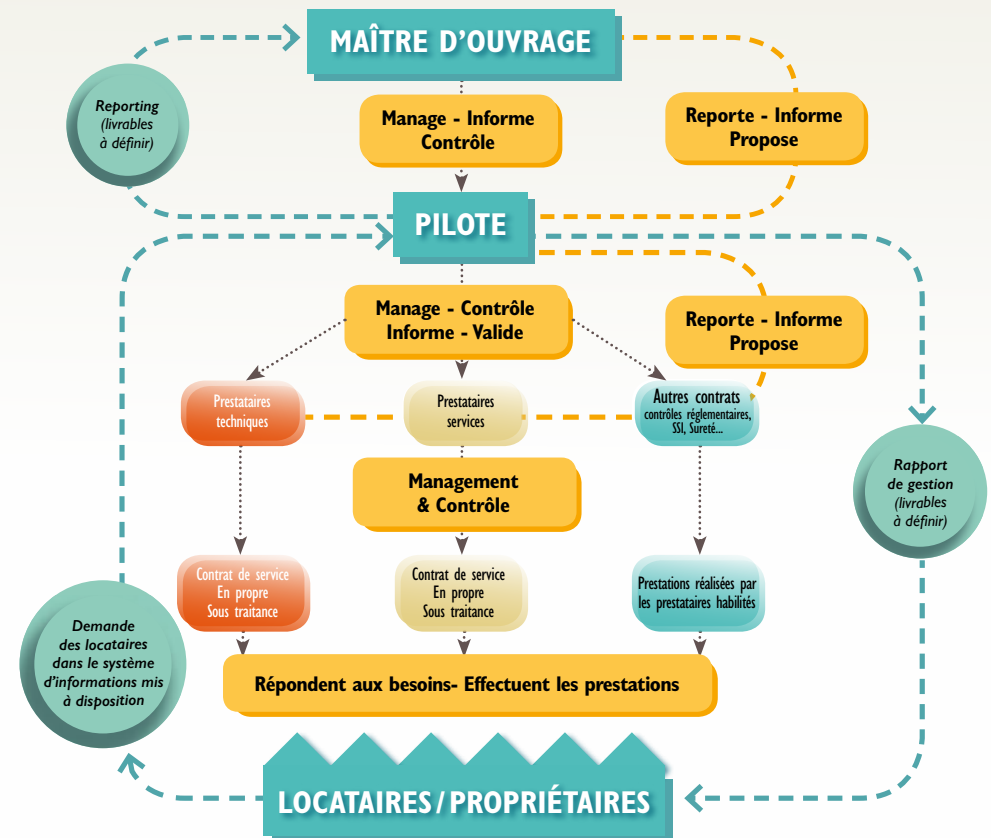 MAÎTRE D'OUVRAGE
Reporting
(livrables
à définir)
Manage - Informe
Contrôle
Reporte - Informe
Propose
PILOTE
Manage - Contrôle
Informe - Valide
Reporte - Informe
Propose
Prestataires
techniques
Prestataires
services
Autres contrats
contrôles réglementaires,
SSI, Sureté...
Management
& Contrôle
Rapport
de gestion
(livrables
à définir)
Contrat de service
En propre
Sous traitance
Contrat de service
En propre
Sous traitance
Prestations réalisées par
les prestataires habilités
Demande
des locataires
dans le système
d'informations mis
à disposition
Répondent aux besoins- Effectuent les prestations
LOCATAIRES / PROPRIÉTAIRES